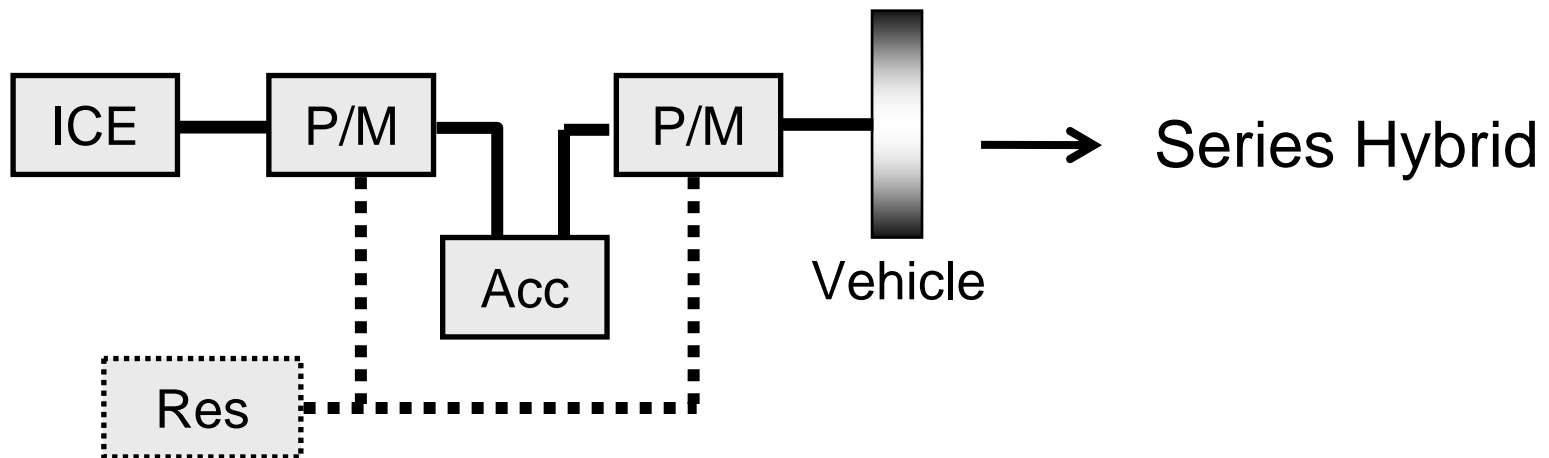 ICE
P/M
P/M
Series Hybrid
Acc
Vehicle
Res